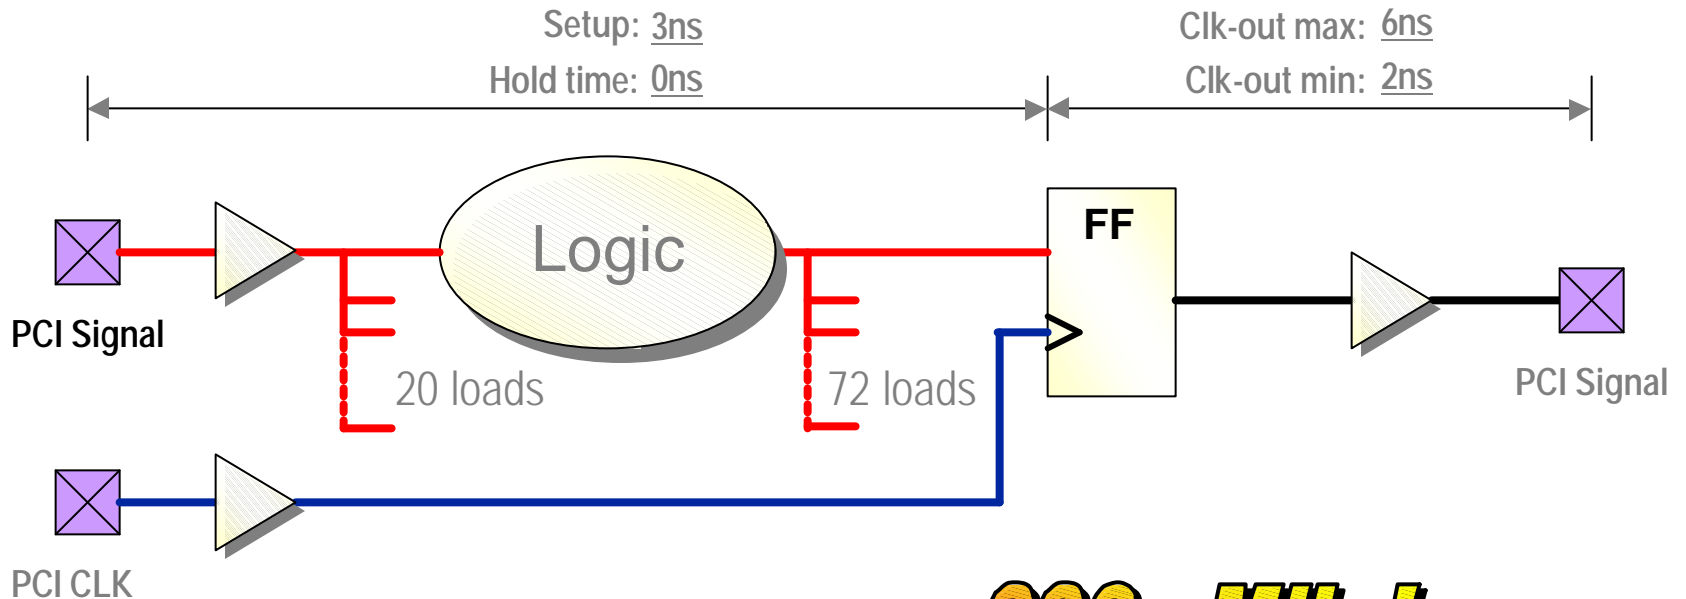 Setup: 3ns
Clk-out max: 6ns
Hold time: 0ns
Clk-out min: 2ns
Logic
FF
PCI Signal
20 loads
72 loads
PCI Signal
PCI CLK